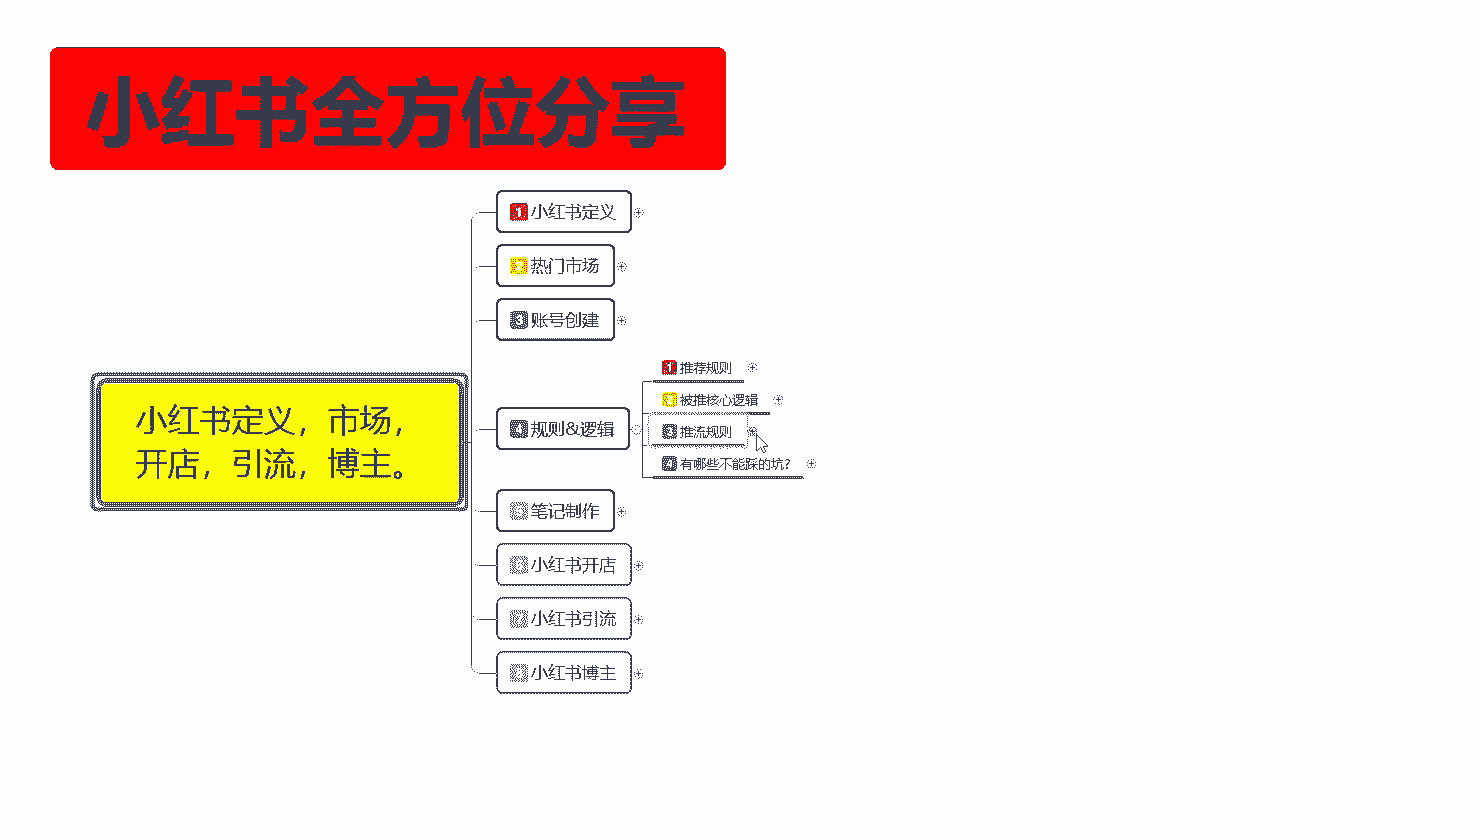 小红书全方位分享
1 小红书定义
2 热门市场
3 账号创建
小红书定义，市场，
开店，引流，博主。
4 规则&逻辑
1 推荐规则
2 被推核心逻辑
3 推流规则
4 有哪些不能踩的坑?
5 笔记制作
6 小红书开店
7 小红书引流
8 小红书博主